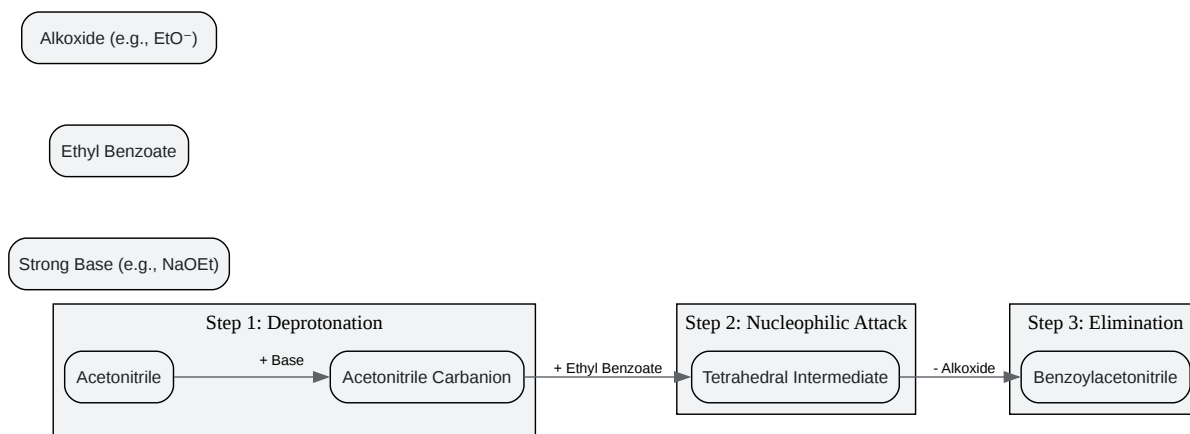 Alkoxide (e.g., EtO⁻)
Ethyl Benzoate
Strong Base (e.g., NaOEt)
Step 1: Deprotonation
Acetonitrile
+ Base
Acetonitrile Carbanion
+ Ethyl Benzoate
Step 2: Nucleophilic Attack
Tetrahedral Intermediate
- Alkoxide
Step 3: Elimination
Benzoylacetonitrile